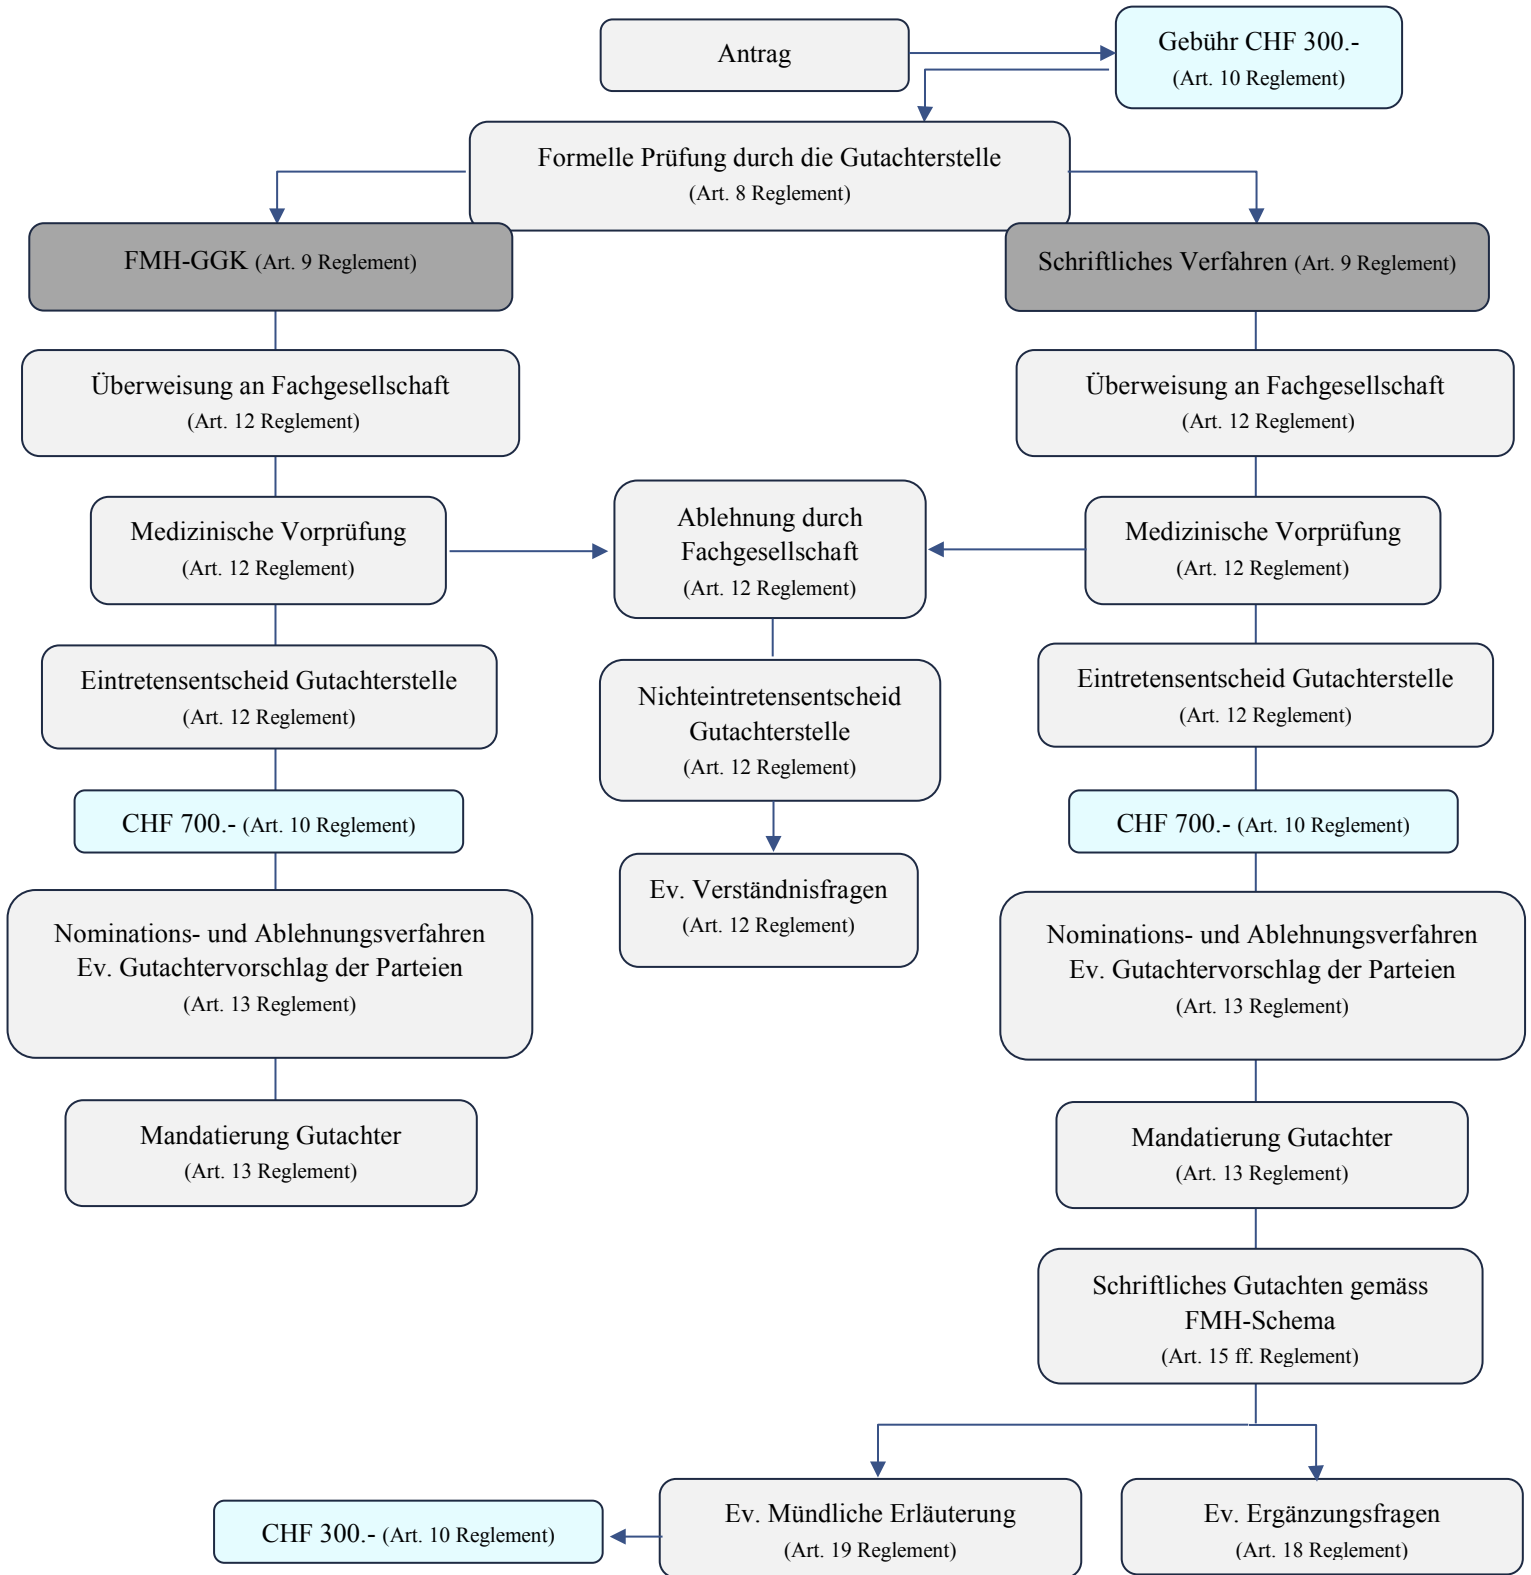 Antrag
Gebühr CHF 300.-
(Art. 10 Reglement)
Formelle Prüfung durch die Gutachterstelle
(Art. 8 Reglement)
FMH-GGK (Art. 9 Reglement)
Schriftliches Verfahren (Art. 9 Reglement)
Überweisung an Fachgesellschaft
(Art. 12 Reglement)
Überweisung an Fachgesellschaft
(Art. 12 Reglement)
Medizinische Vorprüfung
(Art. 12 Reglement)
Ablehnung durch
Fachgesellschaft
(Art. 12 Reglement)
Medizinische Vorprüfung
(Art. 12 Reglement)
Eintretensentscheid Gutachterstelle
(Art. 12 Reglement)
Nichteintretensentscheid
Gutachterstelle
(Art. 12 Reglement)
Eintretensentscheid Gutachterstelle
(Art. 12 Reglement)
CHF 700.- (Art. 10 Reglement)
CHF 700.- (Art. 10 Reglement)
Ev. Verständnisfragen
(Art. 12 Reglement)
Nominations- und Ablehnungsverfahren
Ev. Gutachtervorschlag der Parteien
(Art. 13 Reglement)
Nominations- und Ablehnungsverfahren
Ev. Gutachtervorschlag der Parteien
(Art. 13 Reglement)
Mandatierung Gutachter
(Art. 13 Reglement)
Mandatierung Gutachter
(Art. 13 Reglement)
Schriftliches Gutachten gemäss
FMH-Schema
(Art. 15 ff. Reglement)
CHF 300.- (Art. 10 Reglement)
Ev. Mündliche Erläuterung
(Art. 19 Reglement)
Ev. Ergänzungsfragen
(Art. 18 Reglement)